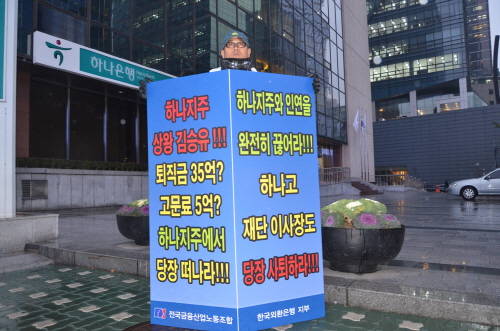 하나은행
하나지주
상왕 김승유 !!!
퇴직금 35억?
고문료 5억?
하나지주에서
당장 떠나라!!!
전국금융산업노동조합
하나지주와 인연을
완전히 끊어라!!!
하나고
재단 이사장도
당장 사퇴하라!!!
한국외환은행 지부